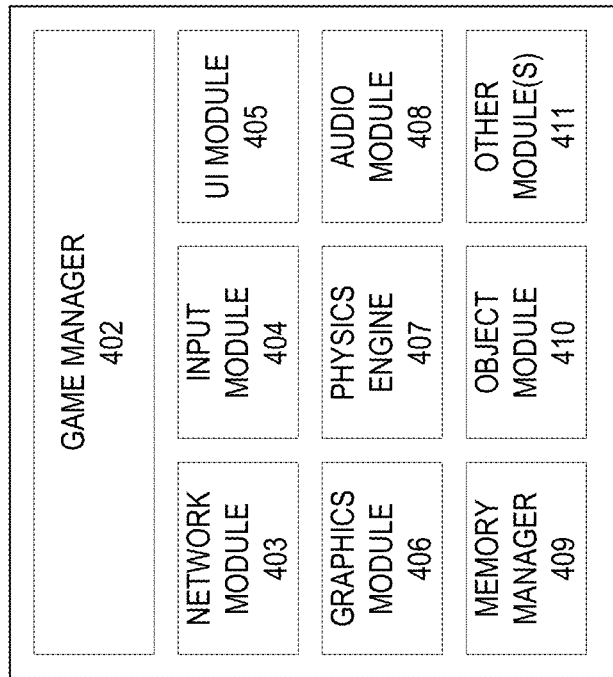 GAME MANAGER
402
NETWORK
MODULE
403
INPUT
MODULE
404
UI MODULE
405
GRAPHICS
MODULE
406
PHYSICS
ENGINE
407
AUDIO
MODULE
408
MEMORY
MANAGER
409
OBJECT
MODULE
410
OTHER
MODULE(S)
411